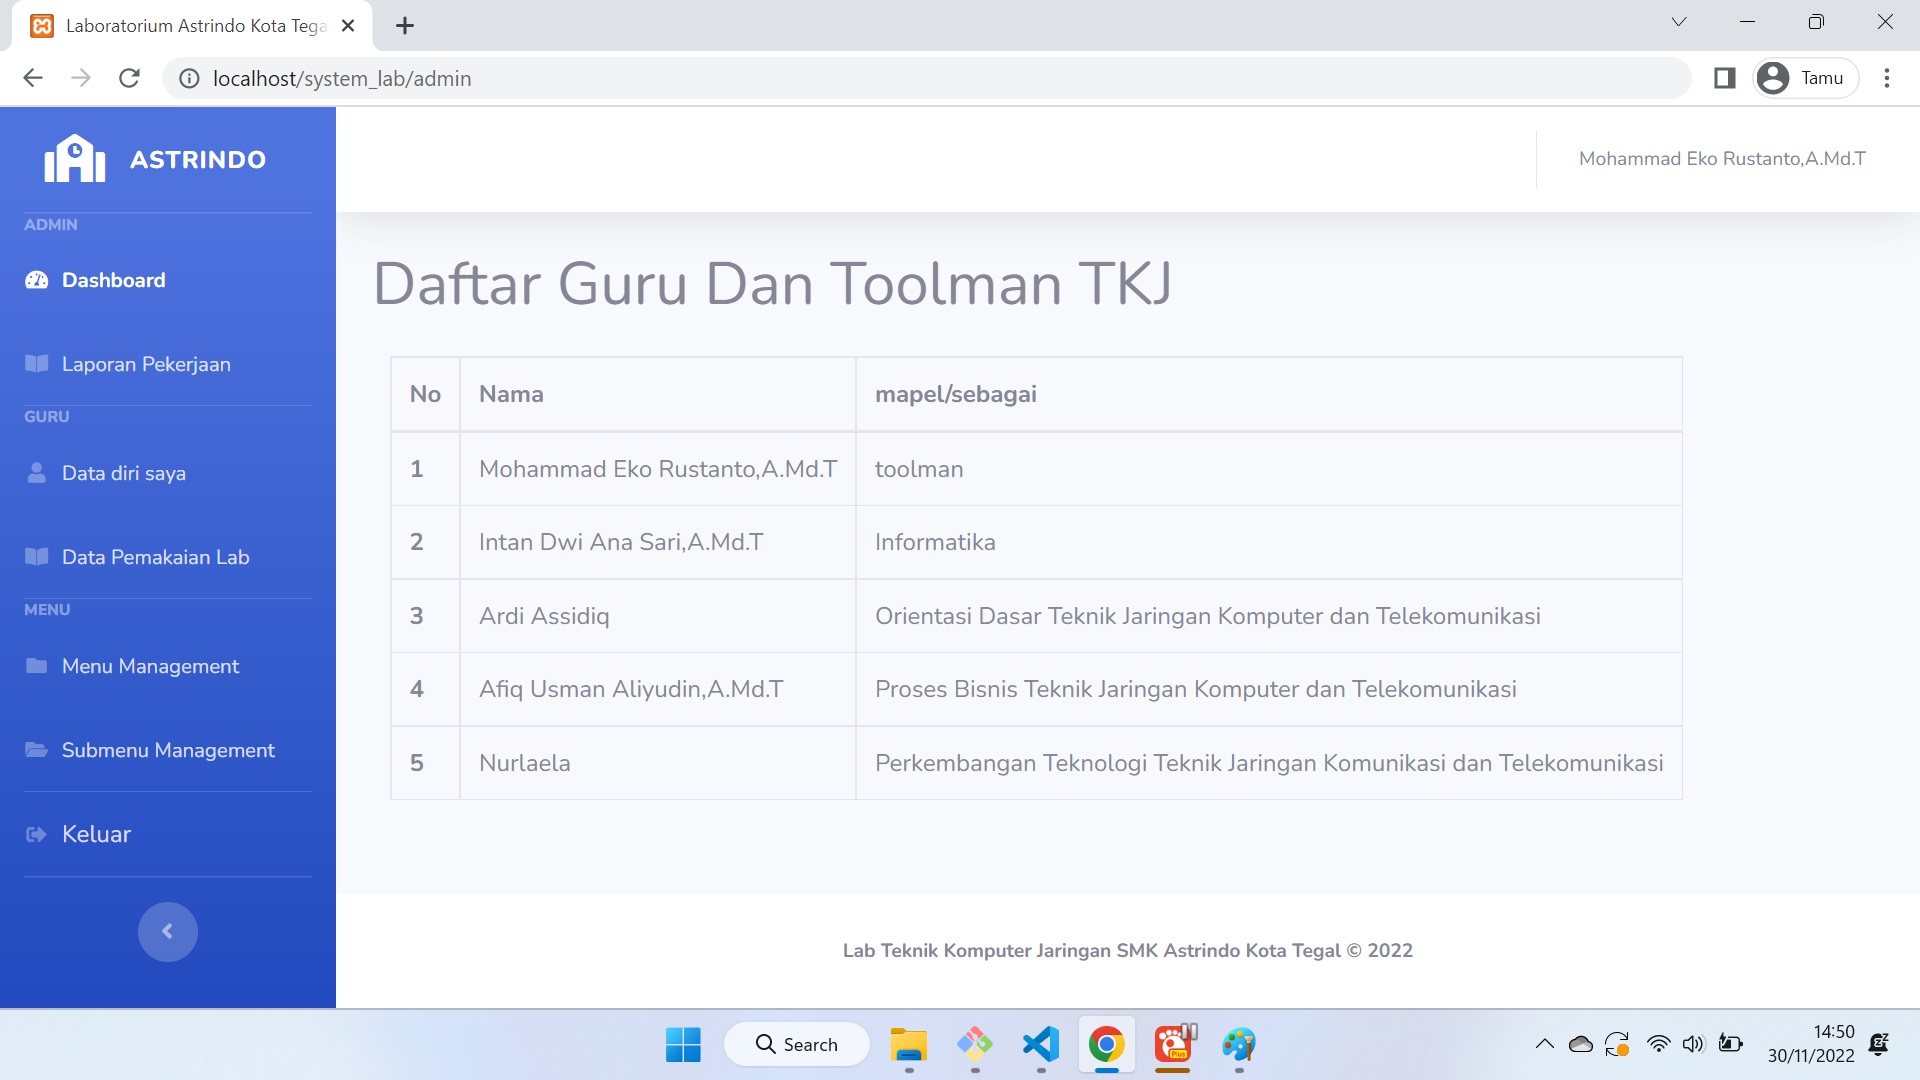 Laboratorium Astrindo Kota Tega
localhost/system_lab/admin
Tamu
ASTRINDO
Mohammad Eko Rustanto,A.Md.T
ADMIN
Dashboard
Laporan Pekerjaan
GURU
Data diri saya
Data Pemakaian Lab
MENU
Menu Management
Submenu Management
Keluar
Daftar Guru Dan Toolman TKJ
No Nama mapel/sebagai
1 Mohammad Eko Rustanto,A.Md.T toolman
2 Intan Dwi Ana Sari,A.Md.T Informatika
3 Ardi Assidiq Orientasi Dasar Teknik Jaringan Komputer dan Telekomunikasi
4 Afiq Usman Aliyudin,A.Md.T Proses Bisnis Teknik Jaringan Komputer dan Telekomunikasi
5 Nurlaela Perkembangan Teknologi Teknik Jaringan Komunikasi dan Telekomunikasi
Lab Teknik Komputer Jaringan SMK Astrindo Kota Tegal © 2022
Search
Plus
14:50
30/11/2022